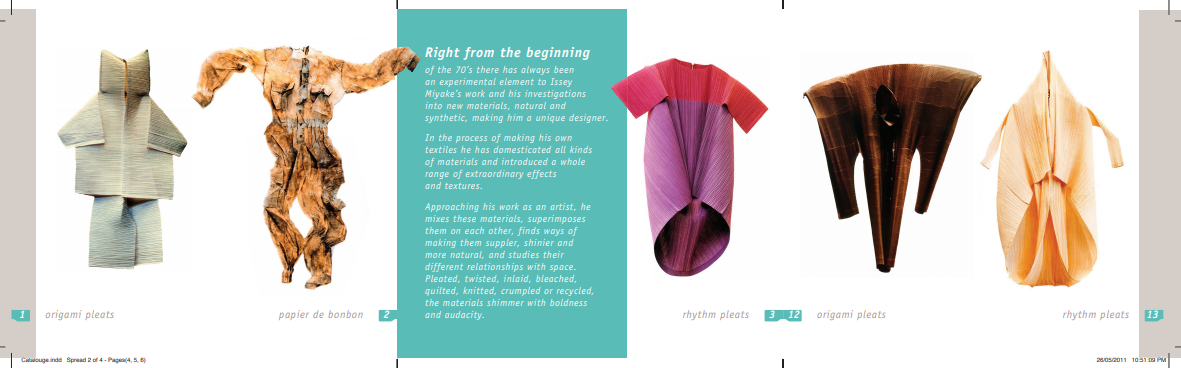 Right from the beginning
of the 70's there has always been
an experimental element to Issey
Miyake's work and his investigations
into new materials, natural and
synthetic, making him a unique designer.
In the process of making his own
textiles he has domesticated all kinds
of materials and introduced a whole
range of extraordinary effects
and textures.
Approaching his work as an artist, he
mixes these materials, superimposes
them on each other, finds ways of
making them suppler, shinier and
more natural, and studies their
different relationships with space.
Pleated, twisted, inlaid, bleached,
quilted, knitted, crumpled or recycled,
the materials shimmer with boldness
and audacity.
1 origami pleats
papier de bonbon 2
rhythm pleats 3
12 origami pleats
rhythm pleats 13
Catwouge.indd Spread 2 of 4 - Pages(4, 5, 6)
26/05/2011 10:51:09 PM